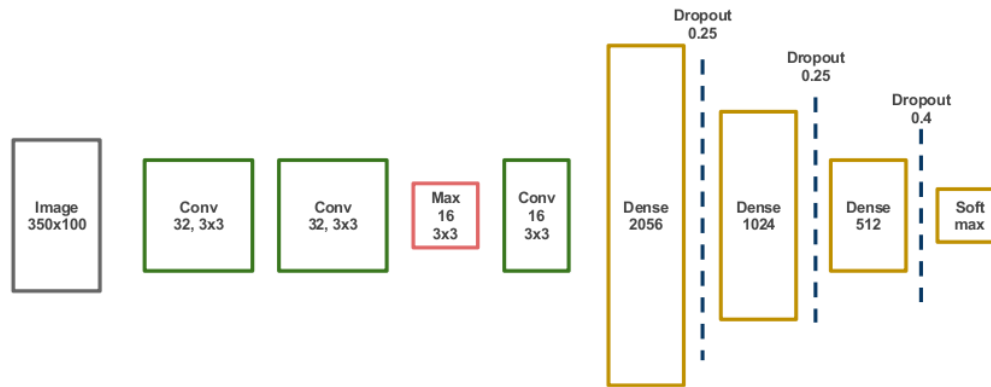 Image
350x100
Conv
32, 3x3
Conv
32, 3x3
Max
16
3x3
Conv
16
3x3
Dense
2056
Dropout
0.25
Dense
1024
Dropout
0.25
Dense
512
Dropout
0.4
Soft
max